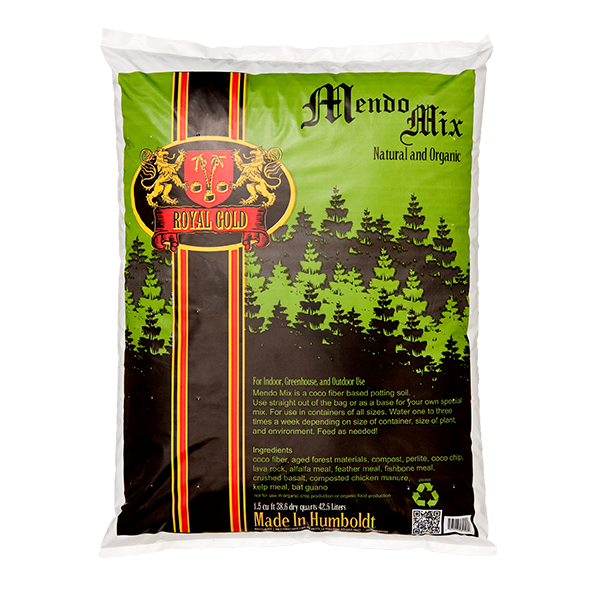 Mendo
Mix
Natural and Organic
ROYAL GOLD
For Indoor, Greenhouse, and Outdoor Use
Mendo Mix is a coco fiber based potting soil.
Use straight out of the bag or as a base for your own special
mix. For use in containers of all sizes. Water one to three
times a week depending on size of container, size of plant,
and environment. Feed as needed!
Ingredients
coco fiber, aged forest materials, compost, perlite, coco chip,
lava rock, alfalfa meal, feather meal, fishbone meal,
crushed basalt, composted chicken manure,
kelp meal, bat guano
not for use in organic crop production or organic food production
1.5 cu ft 38.6 dry quarts 42.5 Liters
Made In Humboldt